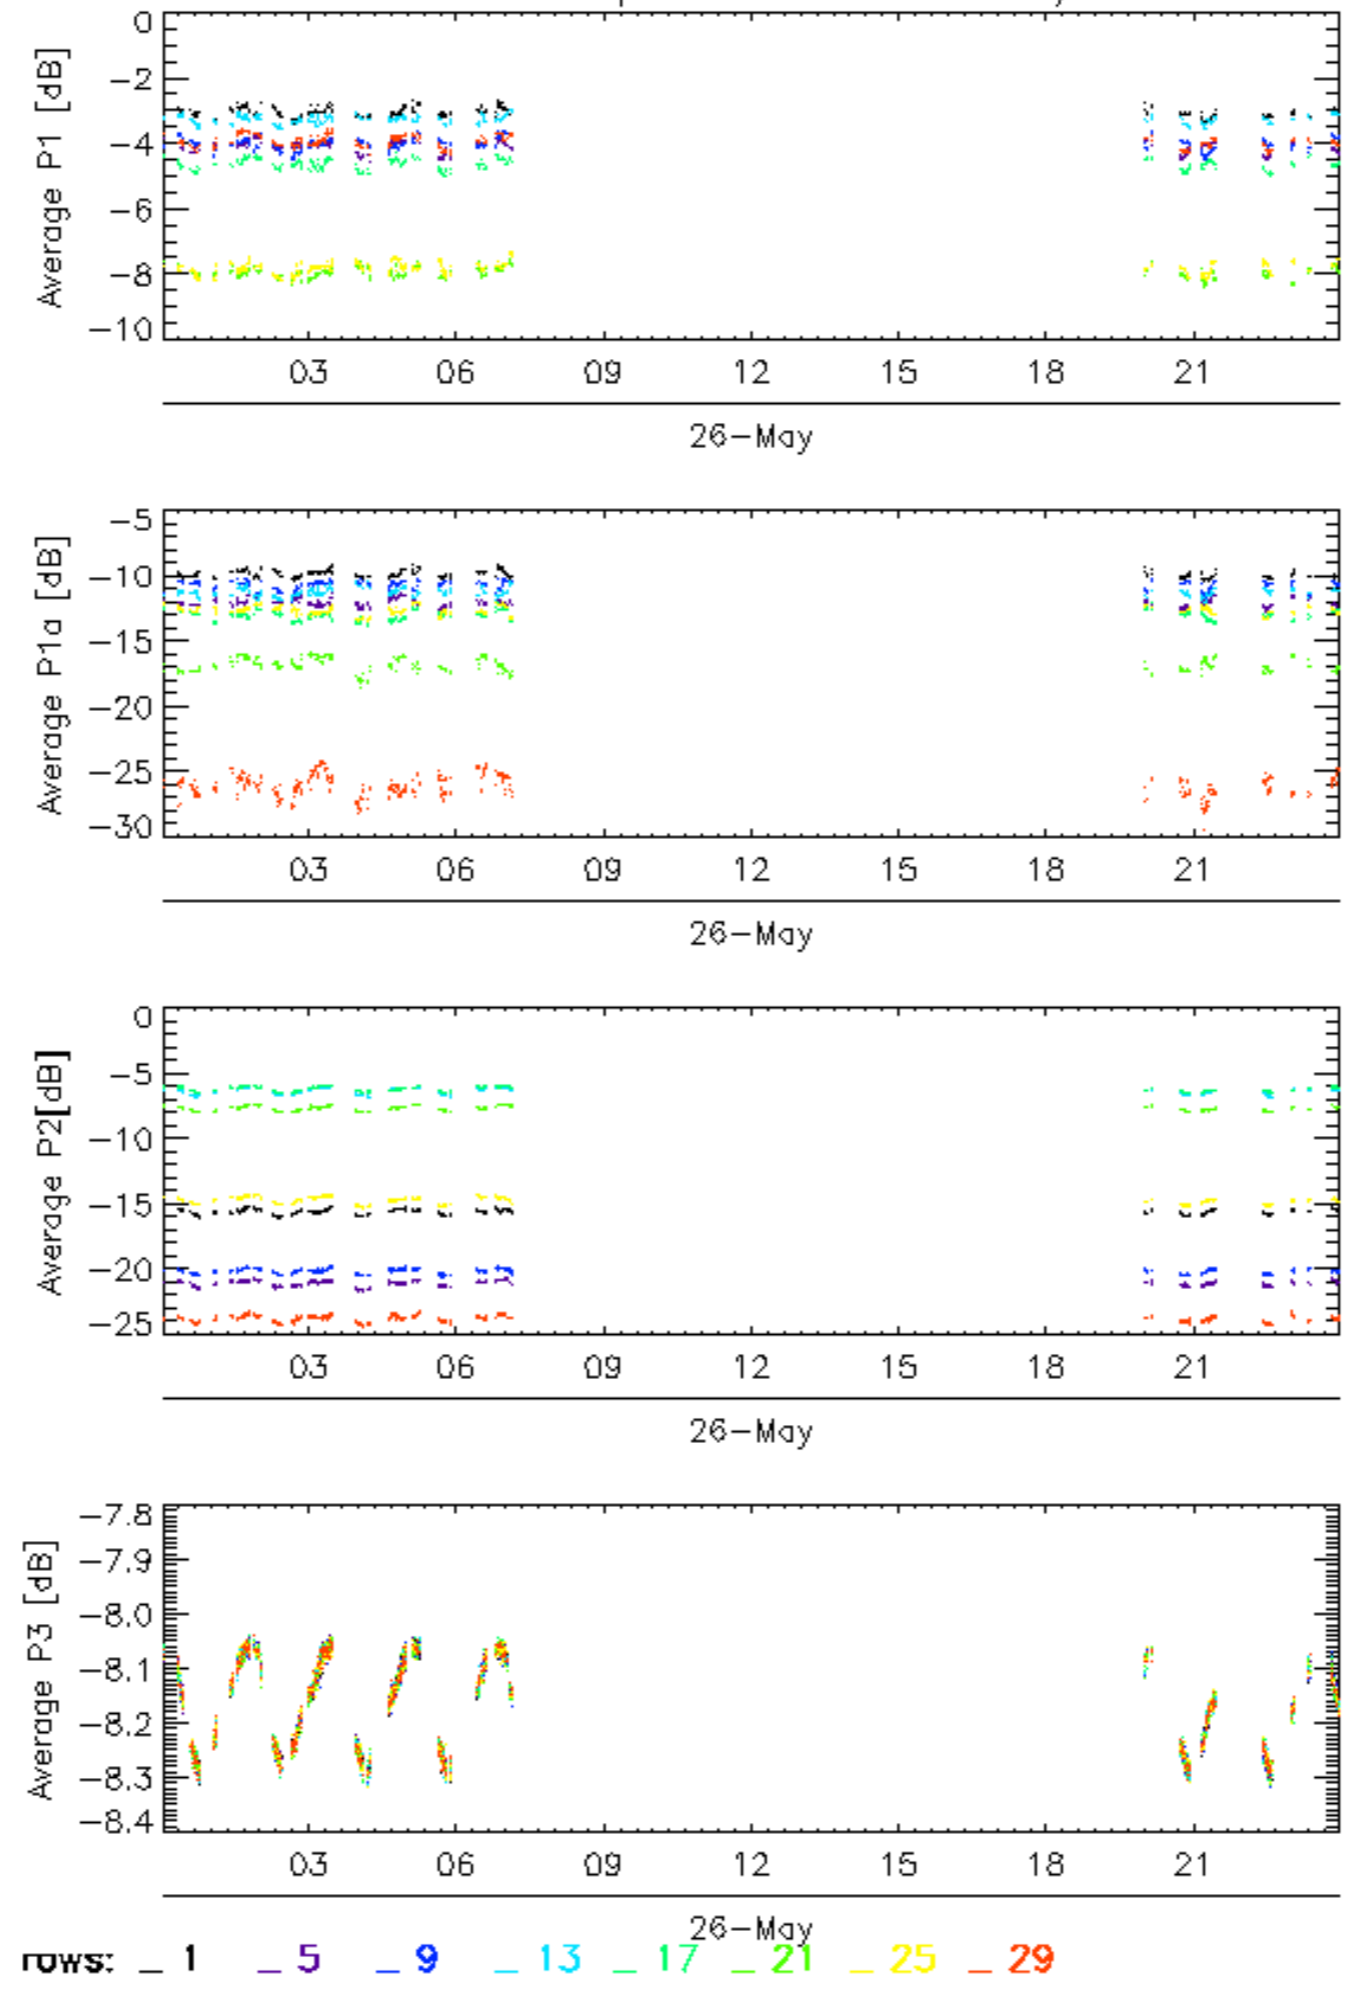 Average P1 [dB]
0
−2
−4
−6
−8
−10
03 06 09 12 15 18 21
26−May
Average P1a [dB]
−5
−10
−15
−20
−25
−30
03 06 09 12 15 18 21
26−May
Average P2[dB]
0
−5
−10
−15
−20
−25
03 06 09 12 15 18 21
26−May
Average P3 [dB]
−7.8
−7.9
−8.0
−8.1
−8.2
−8.3
−8.4
03 06 09 12 15 18 21
26−May
rows: _ 1 _ 5 _ 9 _ 13 _ 17 _ 21 _ 25 _ 29